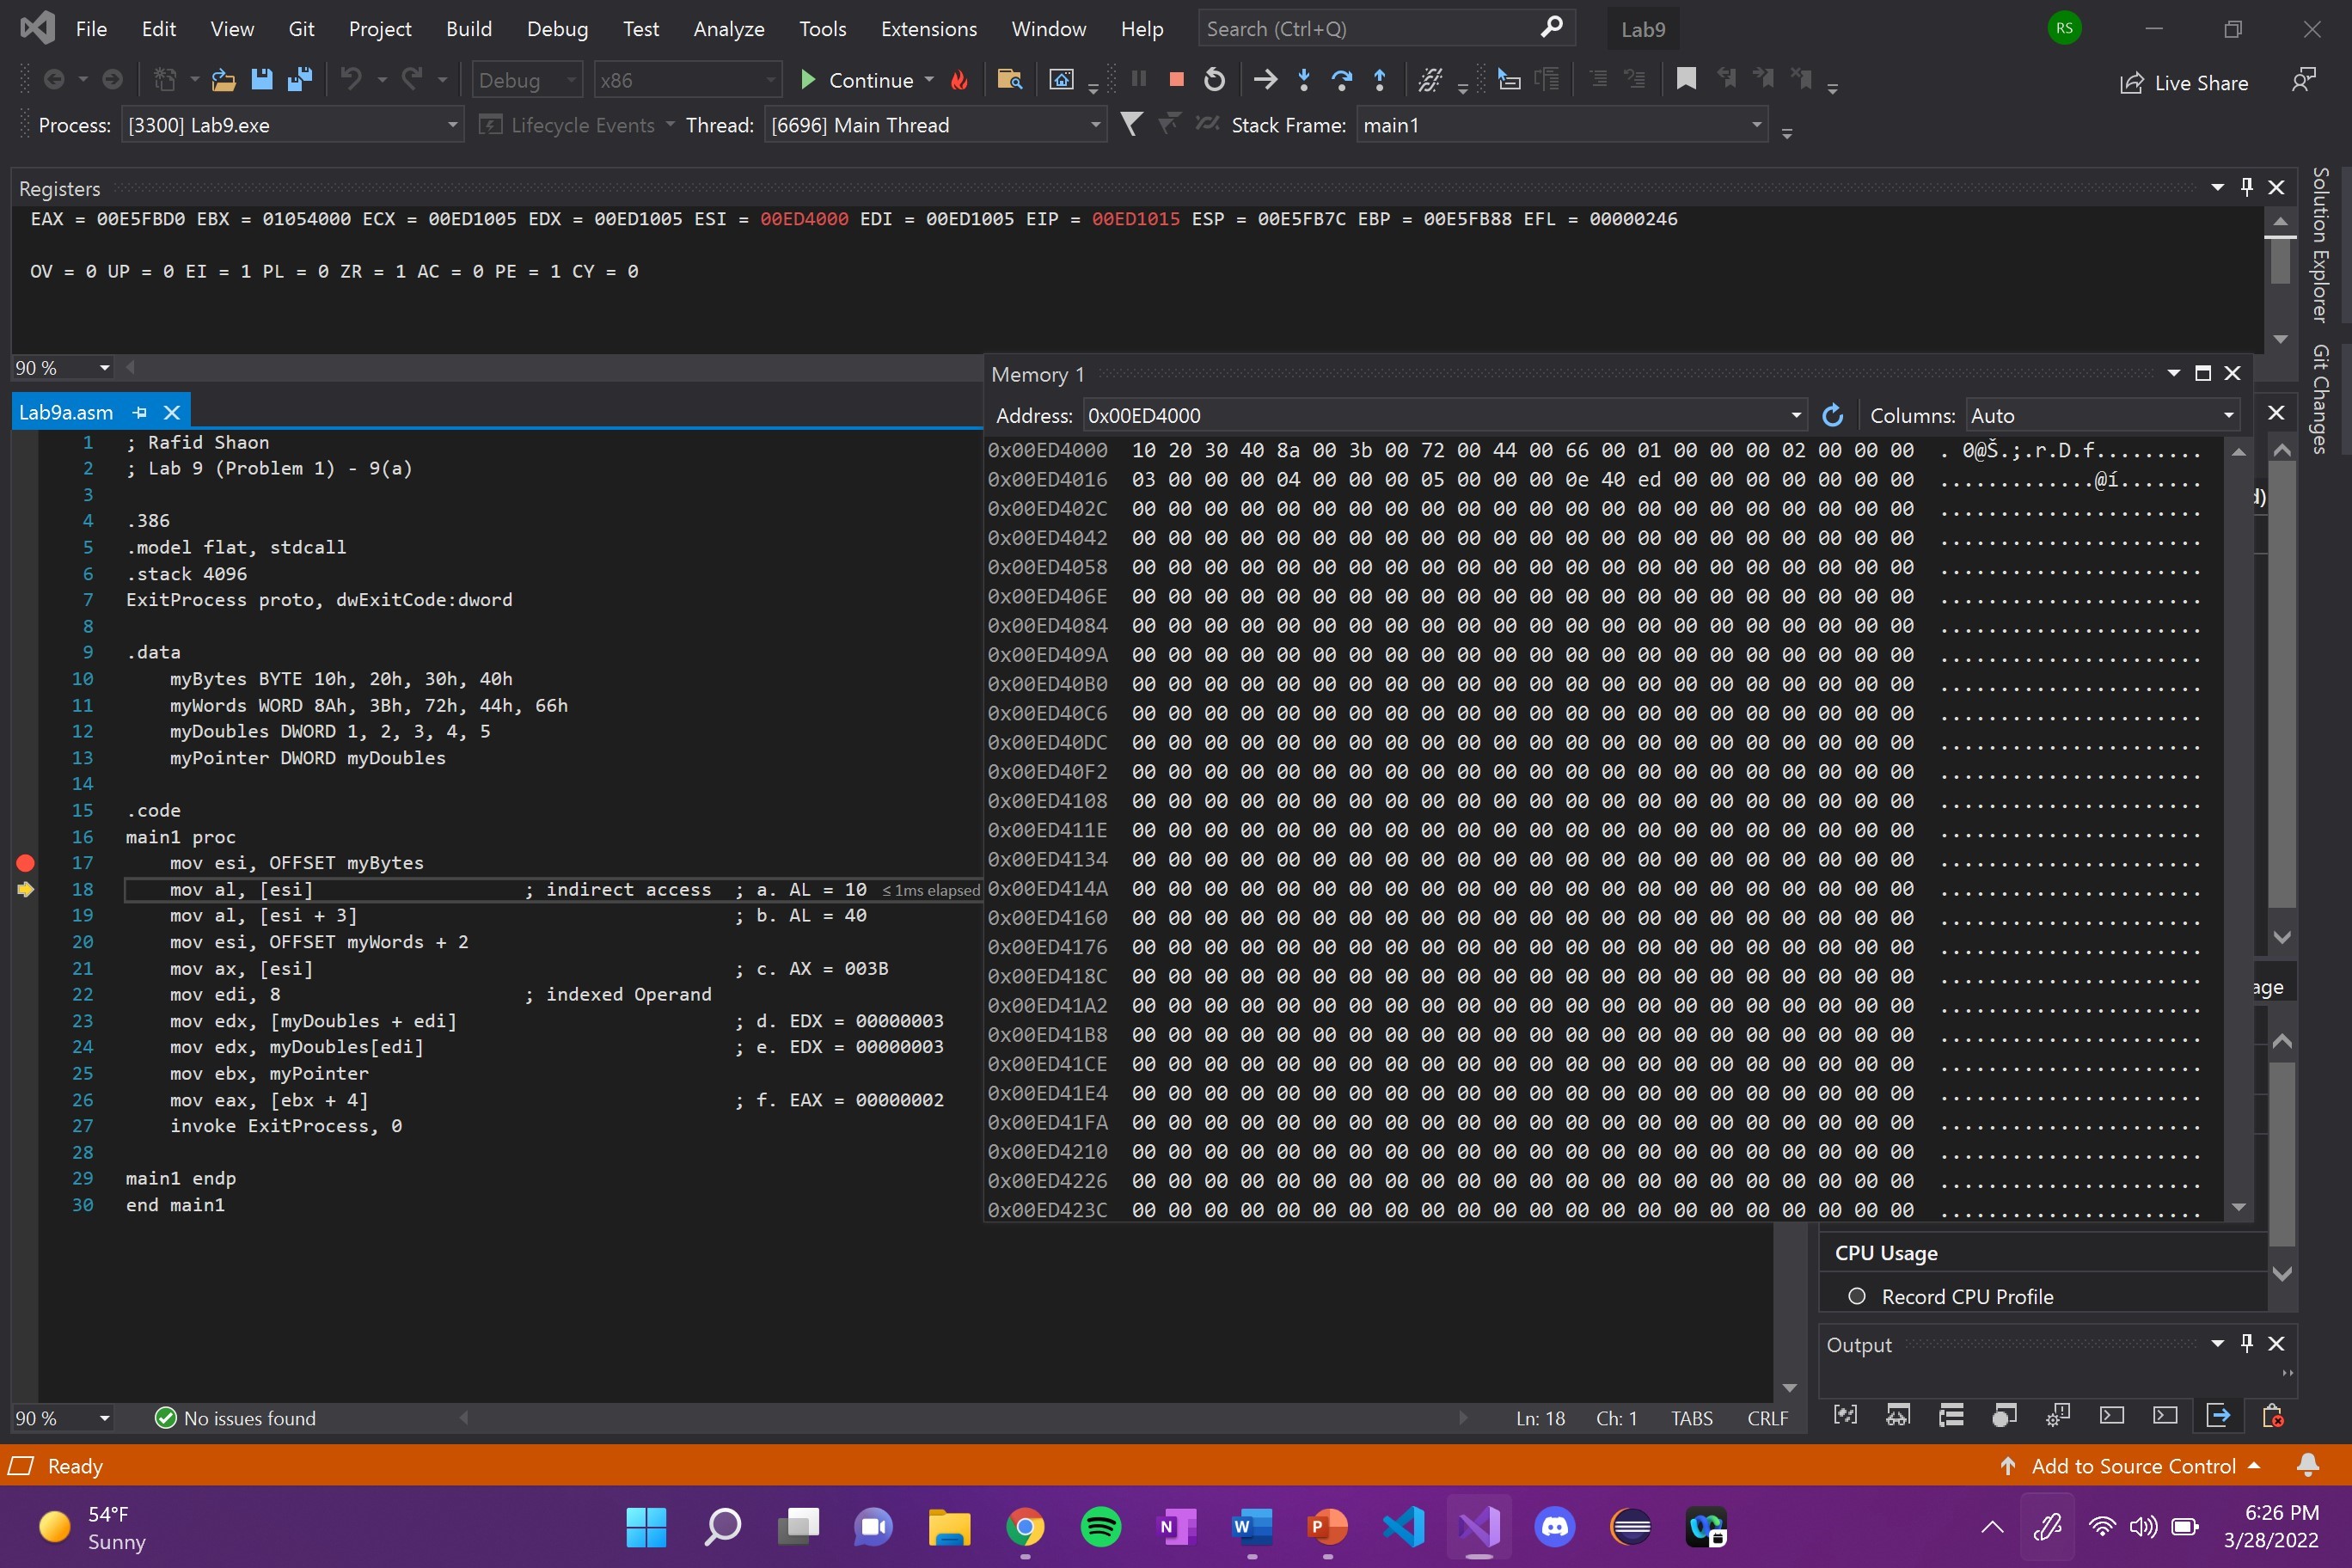 File Edit View Git Project Build Debug Test Analyze Tools Extensions Window Help Search (Ctrl+Q) Lab9 RS
Debug x86 Continue Live Share
Process: [3300] Lab9.exe Lifecycle Events Thread: [6696] Main Thread Stack Frame: main1
Registers
EAX = 00E5FBD0 EBX = 01054000 ECX = 00ED1005 EDX = 00ED1005 ESI = 00ED4000 EDI = 00ED1005 EIP = 00ED1015 ESP = 00E5FB7C EBP = 00E5FB88 EFL = 00000246
OV = 0 UP = 0 EI = 1 PL = 0 ZR = 1 AC = 0 PE = 1 CY = 0
90 %
Solution Explorer
Git Changes
Lab9a.asm
1 ; Rafid Shaon
2 ; Lab 9 (Problem 1) - 9(a)
3
4 .386
5 .model flat, stdcall
6 .stack 4096
7 ExitProcess proto, dwExitCode:dword
8
9 .data
10 myBytes BYTE 10h, 20h, 30h, 40h
11 myWords WORD 8Ah, 3Bh, 72h, 44h, 66h
12 myDoubles DWORD 1, 2, 3, 4, 5
13 myPointer DWORD myDoubles
14
15 .code
16 main1 proc
17 mov esi, OFFSET myBytes
18 mov al, [esi] ; indirect access ; a. AL = 10 ≤ 1ms elapsed
19 mov al, [esi + 3] ; b. AL = 40
20 mov esi, OFFSET myWords + 2
21 mov ax, [esi] ; c. AX = 003B
22 mov edi, 8 ; indexed Operand
23 mov edx, [myDoubles + edi] ; d. EDX = 00000003
24 mov edx, myDoubles[edi] ; e. EDX = 00000003
25 mov ebx, myPointer
26 mov eax, [ebx + 4] ; f. EAX = 00000002
27 invoke ExitProcess, 0
28
29 main1 endp
30 end main1
Memory 1
Address: 0x00ED4000 Columns: Auto
0x00ED4000 10 20 30 40 8a 00 3b 00 72 00 44 00 66 00 01 00 00 00 02 00 00 00 . 0@Š.;.r.D.f.........
0x00ED4016 03 00 00 00 04 00 00 00 05 00 00 00 0e 40 ed 00 00 00 00 00 00 00 .............@í.......
0x00ED402C 00 00 00 00 00 00 00 00 00 00 00 00 00 00 00 00 00 00 00 00 00 00 ......................
0x00ED4042 00 00 00 00 00 00 00 00 00 00 00 00 00 00 00 00 00 00 00 00 00 00 ......................
0x00ED4058 00 00 00 00 00 00 00 00 00 00 00 00 00 00 00 00 00 00 00 00 00 00 ......................
0x00ED406E 00 00 00 00 00 00 00 00 00 00 00 00 00 00 00 00 00 00 00 00 00 00 ......................
0x00ED4084 00 00 00 00 00 00 00 00 00 00 00 00 00 00 00 00 00 00 00 00 00 00 ......................
0x00ED409A 00 00 00 00 00 00 00 00 00 00 00 00 00 00 00 00 00 00 00 00 00 00 ......................
0x00ED40B0 00 00 00 00 00 00 00 00 00 00 00 00 00 00 00 00 00 00 00 00 00 00 ......................
0x00ED40C6 00 00 00 00 00 00 00 00 00 00 00 00 00 00 00 00 00 00 00 00 00 00 ......................
0x00ED40DC 00 00 00 00 00 00 00 00 00 00 00 00 00 00 00 00 00 00 00 00 00 00 ......................
0x00ED40F2 00 00 00 00 00 00 00 00 00 00 00 00 00 00 00 00 00 00 00 00 00 00 ......................
0x00ED4108 00 00 00 00 00 00 00 00 00 00 00 00 00 00 00 00 00 00 00 00 00 00 ......................
0x00ED411E 00 00 00 00 00 00 00 00 00 00 00 00 00 00 00 00 00 00 00 00 00 00 ......................
0x00ED4134 00 00 00 00 00 00 00 00 00 00 00 00 00 00 00 00 00 00 00 00 00 00 ......................
0x00ED414A 00 00 00 00 00 00 00 00 00 00 00 00 00 00 00 00 00 00 00 00 00 00 ......................
0x00ED4160 00 00 00 00 00 00 00 00 00 00 00 00 00 00 00 00 00 00 00 00 00 00 ......................
0x00ED4176 00 00 00 00 00 00 00 00 00 00 00 00 00 00 00 00 00 00 00 00 00 00 ......................
0x00ED418C 00 00 00 00 00 00 00 00 00 00 00 00 00 00 00 00 00 00 00 00 00 00 ......................
0x00ED41A2 00 00 00 00 00 00 00 00 00 00 00 00 00 00 00 00 00 00 00 00 00 00 ......................
0x00ED41B8 00 00 00 00 00 00 00 00 00 00 00 00 00 00 00 00 00 00 00 00 00 00 ......................
0x00ED41CE 00 00 00 00 00 00 00 00 00 00 00 00 00 00 00 00 00 00 00 00 00 00 ......................
0x00ED41E4 00 00 00 00 00 00 00 00 00 00 00 00 00 00 00 00 00 00 00 00 00 00 ......................
0x00ED41FA 00 00 00 00 00 00 00 00 00 00 00 00 00 00 00 00 00 00 00 00 00 00 ......................
0x00ED4210 00 00 00 00 00 00 00 00 00 00 00 00 00 00 00 00 00 00 00 00 00 00 ......................
0x00ED4226 00 00 00 00 00 00 00 00 00 00 00 00 00 00 00 00 00 00 00 00 00 00 ......................
0x00ED423C 00 00 00 00 00 00 00 00 00 00 00 00 00 00 00 00 00 00 00 00 00 00 ......................
CPU Usage
Record CPU Profile
Output
90 % No issues found Ln: 18 Ch: 1 TABS CRLF
Ready Add to Source Control
54°F
Sunny
6:26 PM
3/28/2022